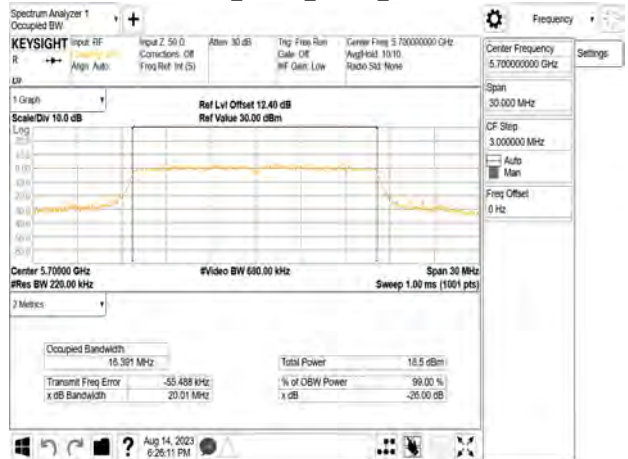 Spectrum Analyzer 1
Occupied BW
Frequency
KEYSIGHT Input: RF
R
Align: Auto
Input Z: 50 Ω
Corrections: Off
Freq Ref: Int (S)
Atten: 30 dB
Trig: Free Run
Gate: Off
#IF Gain: Low
Center Freq: 5.700000000 GHz
Avg|Hold: 10/10
Radio Std: None
Center Frequency
5.700000000 GHz
Settings
Span
30.000 MHz
CF Step
3.000000 MHz
Auto
Man
Freq Offset
0 Hz
1 Graph
Scale/Div 10.0 dB
Ref Lvl Offset 12.40 dB
Ref Value 30.00 dBm
Log
0.00
Center 5.70000 GHz
#Res BW 220.00 kHz
#Video BW 680.00 kHz
Span 30 MHz
Sweep 1.00 ms (1001 pts)
2 Metrics
Occupied Bandwidth
16.391 MHz
Total Power 18.5 dBm
Transmit Freq Error -55.488 kHz
% of OBW Power 99.00 %
x dB Bandwidth 20.01 MHz
x dB -26.00 dB
Aug 14, 2023
6:26:11 PM